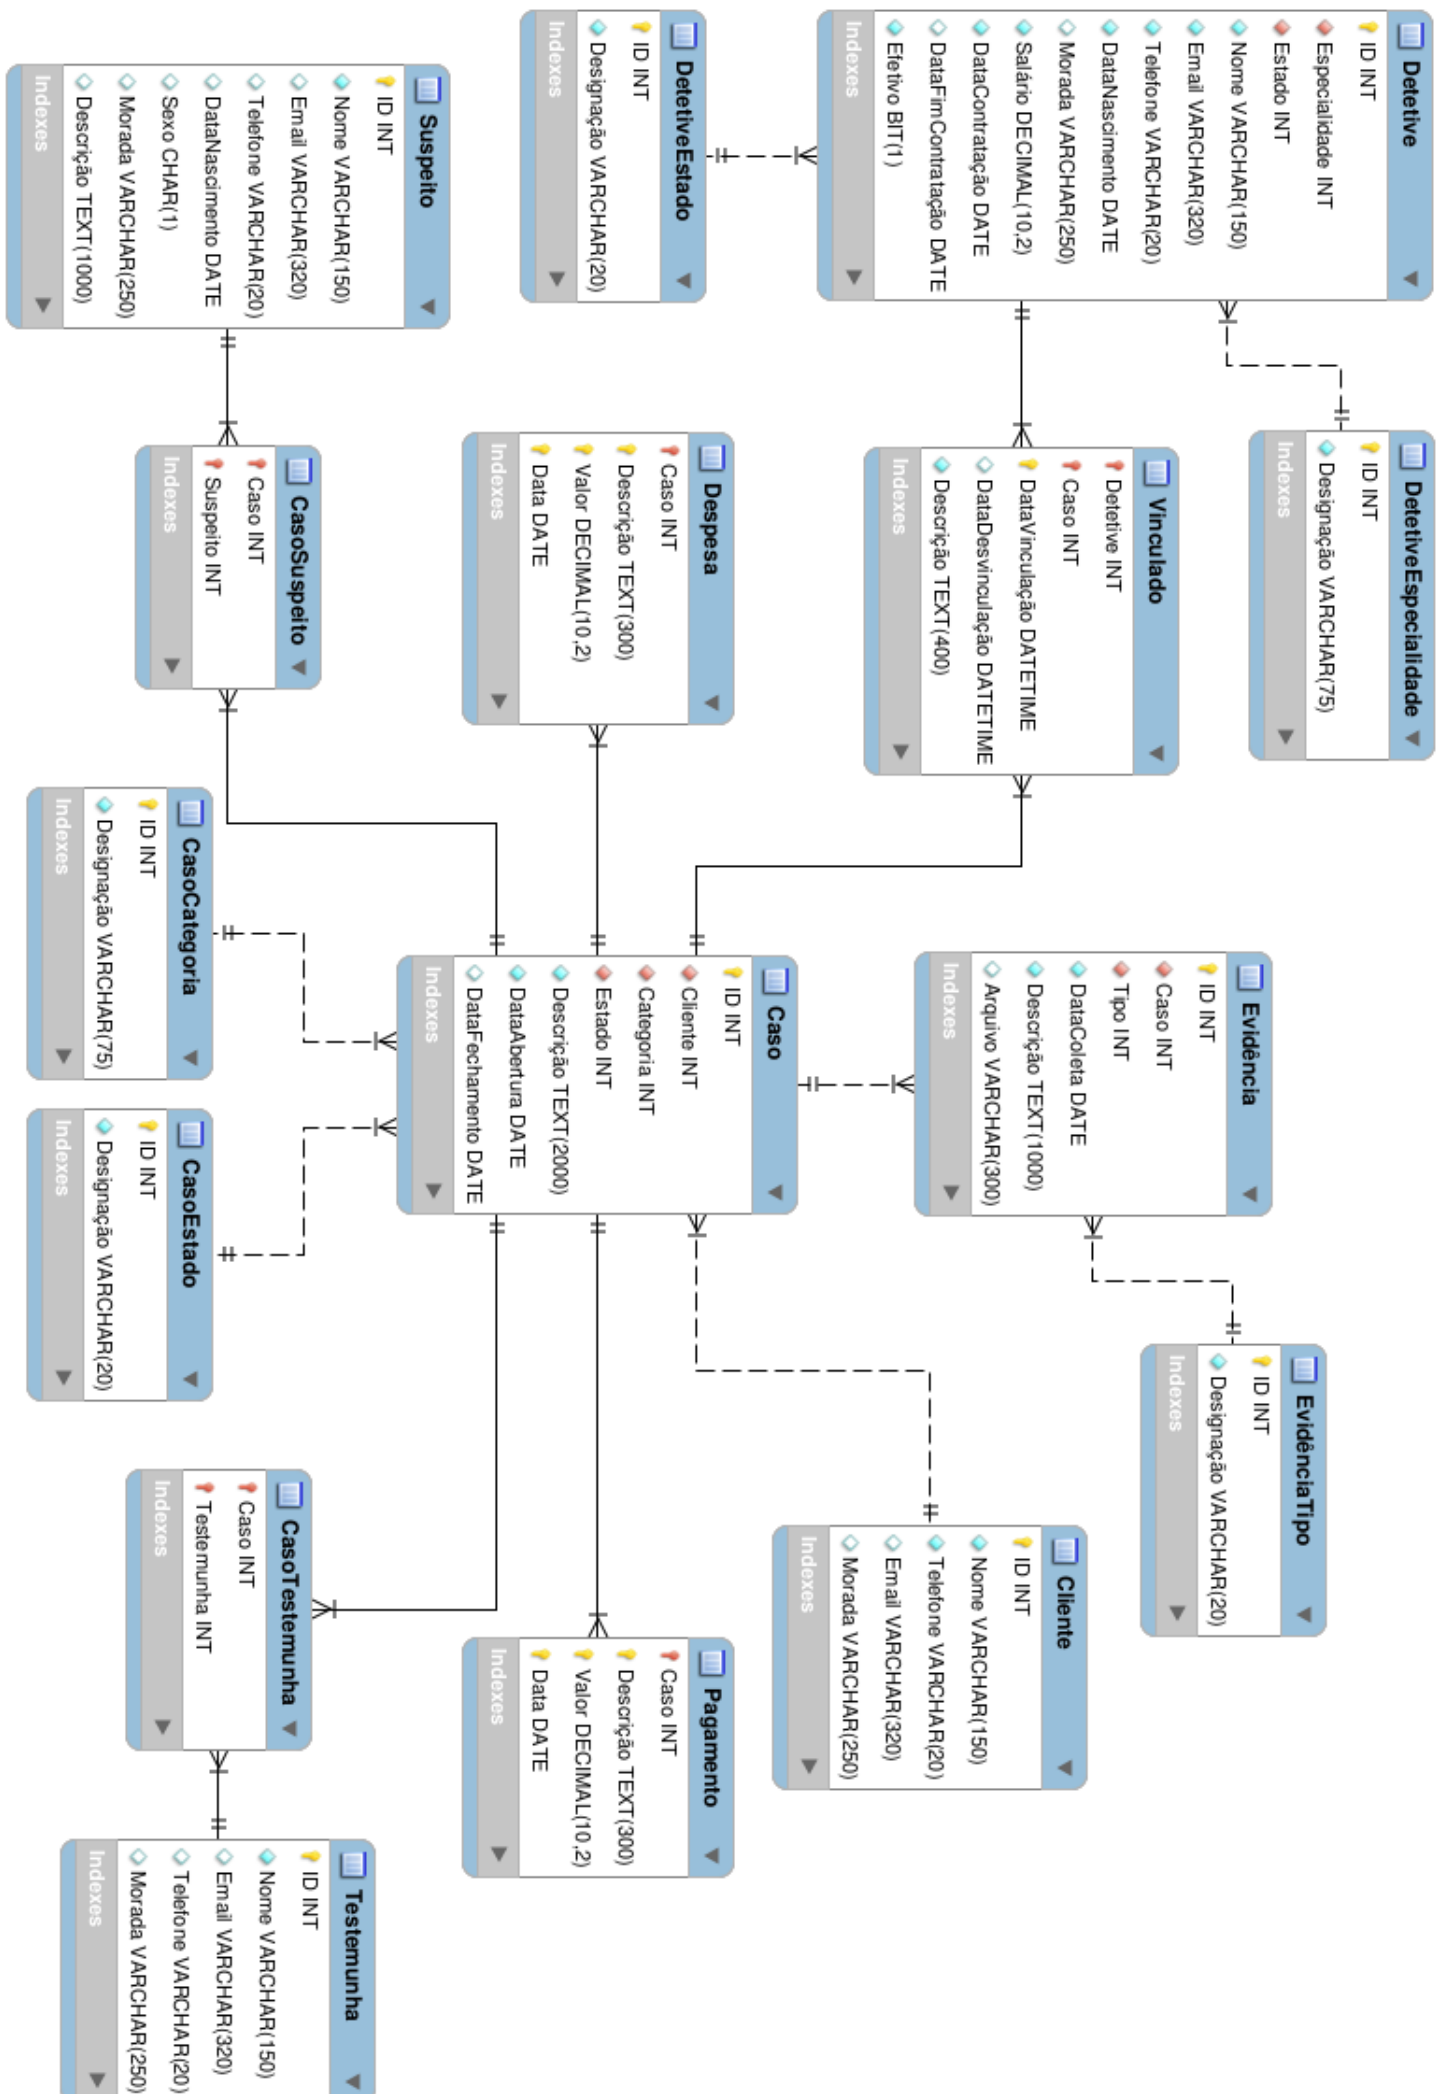 Detetive
ID INT
Especialidade INT
Estado INT
Nome VARCHAR(150)
Email VARCHAR(320)
Telefone VARCHAR(20)
DataNascimento DATE
Morada VARCHAR(250)
Salário DECIMAL(10,2)
DataContratação DATE
DataFimContratação DATE
Efetivo BIT(1)
Indexes
DetetiveEspecialidade
ID INT
Designação VARCHAR(75)
Indexes
DetetiveEstado
ID INT
Designação VARCHAR(20)
Indexes
Vinculado
Detetive INT
Caso INT
DataVinculação DATETIME
DataDesvinculação DATETIME
Descrição TEXT(400)
Indexes
Evidência
ID INT
Caso INT
Tipo INT
DataColeta DATE
Descrição TEXT(1000)
Arquivo VARCHAR(300)
Indexes
EvidênciaTipo
ID INT
Designação VARCHAR(20)
Indexes
Cliente
ID INT
Nome VARCHAR(150)
Telefone VARCHAR(20)
Email VARCHAR(320)
Morada VARCHAR(250)
Indexes
Despesa
Caso INT
Descrição TEXT(300)
Valor DECIMAL(10,2)
Data DATE
Indexes
Caso
ID INT
Cliente INT
Categoria INT
Estado INT
Descrição TEXT(2000)
DataAbertura DATE
DataFechamento DATE
Indexes
Pagamento
Caso INT
Descrição TEXT(300)
Valor DECIMAL(10,2)
Data DATE
Indexes
Suspeito
ID INT
Nome VARCHAR(150)
Email VARCHAR(320)
Telefone VARCHAR(20)
DataNascimento DATE
Sexo CHAR(1)
Morada VARCHAR(250)
Descrição TEXT(1000)
Indexes
CasoSuspeito
Caso INT
Suspeito INT
Indexes
CasoCategoria
ID INT
Designação VARCHAR(75)
Indexes
CasoEstado
ID INT
Designação VARCHAR(20)
Indexes
CasoTestemunha
Caso INT
Testemunha INT
Indexes
Testemunha
ID INT
Nome VARCHAR(150)
Email VARCHAR(320)
Telefone VARCHAR(20)
Morada VARCHAR(250)
Indexes